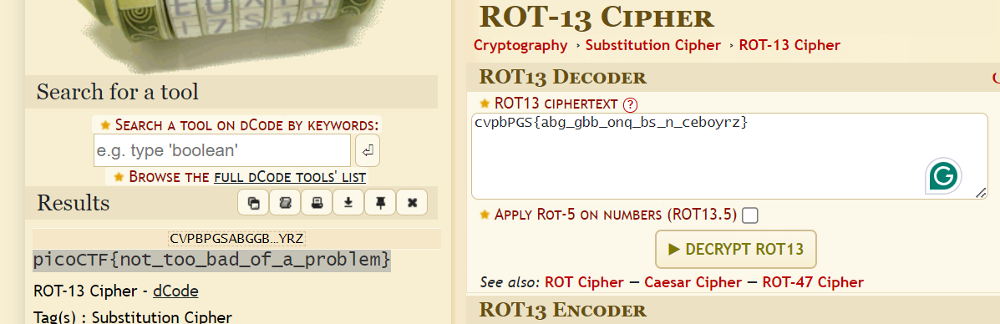 Search for a tool
★ Search a tool on dCode by keywords:
e.g. type 'boolean'
★ Browse the full dCode tools' list
Results
CVPBPGSABGGB...YRZ
picoCTF{not_too_bad_of_a_problem}
ROT-13 Cipher - dCode
Tag(s) : Substitution Cipher
ROT-13 Cipher
Cryptography › Substitution Cipher › ROT-13 Cipher
ROT13 Decoder
★ ROT13 ciphertext ?
cvpbPGS{abg_gbb_onq_bs_n_ceboyrz}
★ Apply Rot-5 on numbers (ROT13.5)
▶ DECRYPT ROT13
See also: ROT Cipher — Caesar Cipher — ROT-47 Cipher
ROT13 Encoder